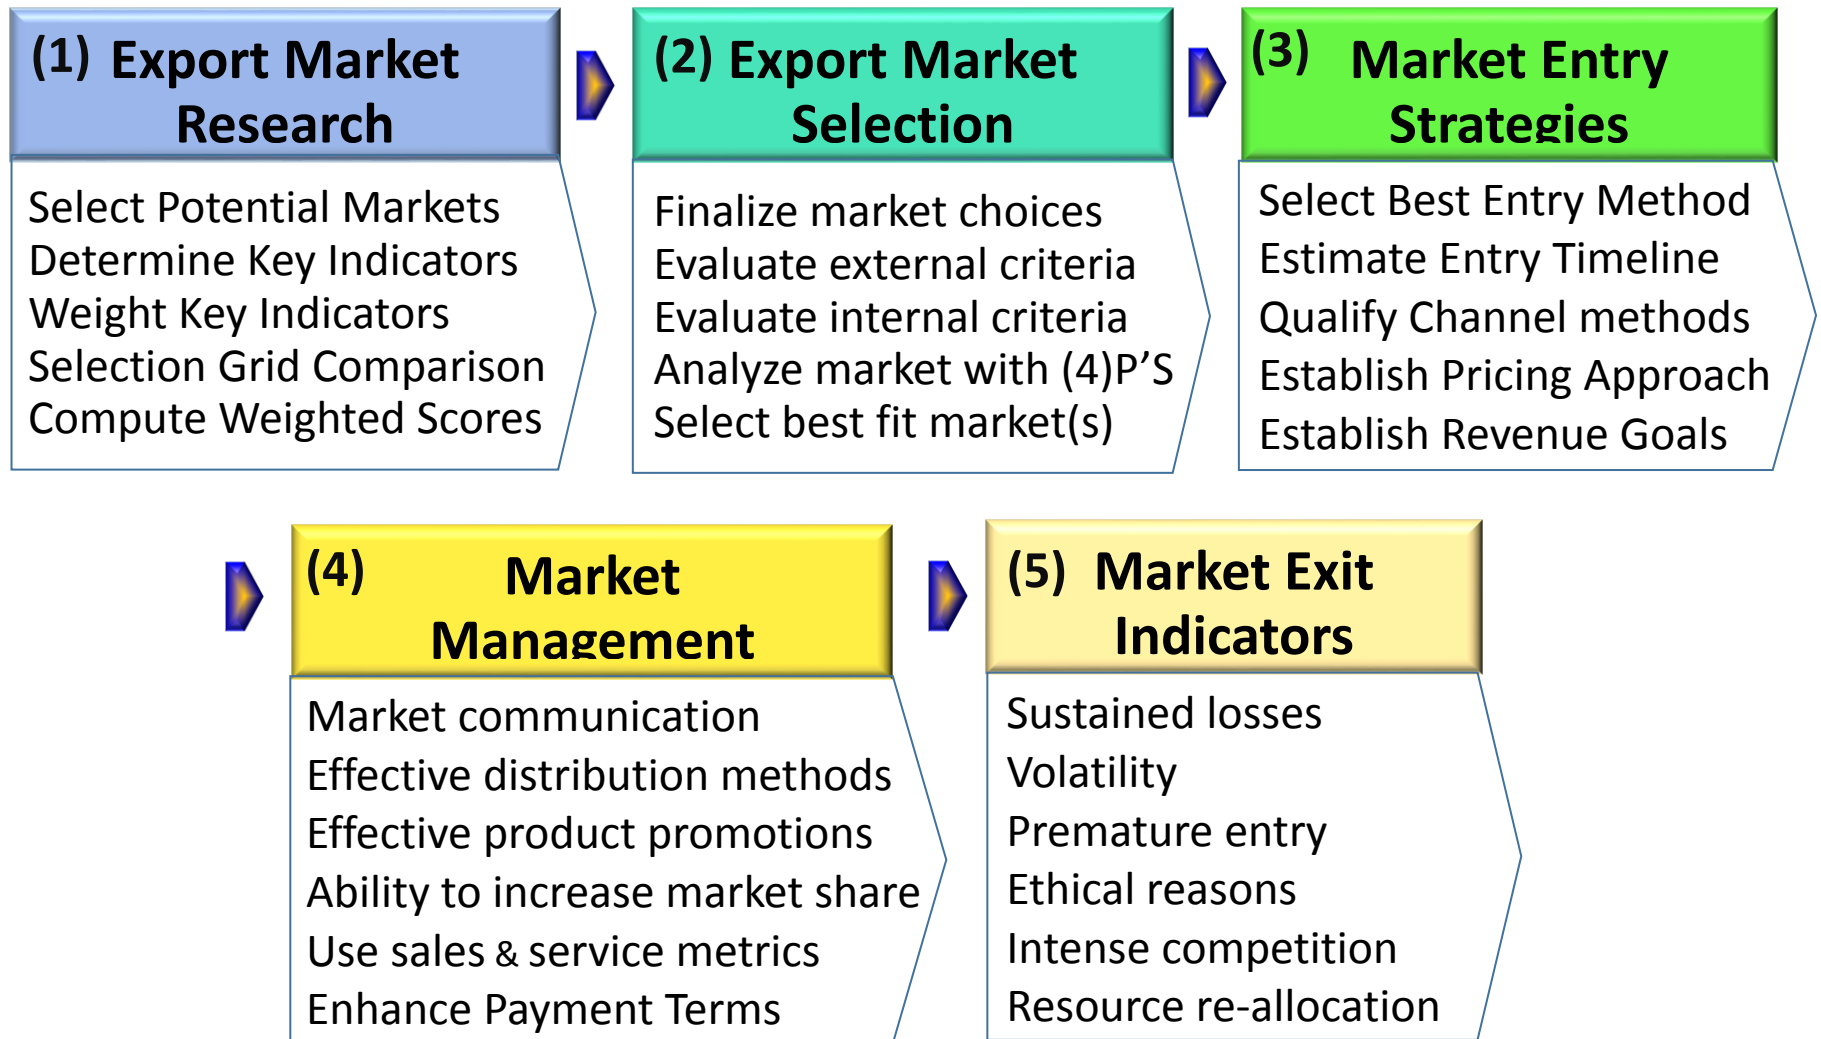 (1) Export Market
Research
Select Potential Markets
Determine Key Indicators
Weight Key Indicators
Selection Grid Comparison
Compute Weighted Scores
(2) Export Market
Selection
Finalize market choices
Evaluate external criteria
Evaluate internal criteria
Analyze market with (4)P’S
Select best fit market(s)
(3) Market Entry
Strategies
Select Best Entry Method
Estimate Entry Timeline
Qualify Channel methods
Establish Pricing Approach
Establish Revenue Goals
(4) Market
Management
Market communication
Effective distribution methods
Effective product promotions
Ability to increase market share
Use sales & service metrics
Enhance Payment Terms
(5) Market Exit
Indicators
Sustained losses
Volatility
Premature entry
Ethical reasons
Intense competition
Resource re-allocation